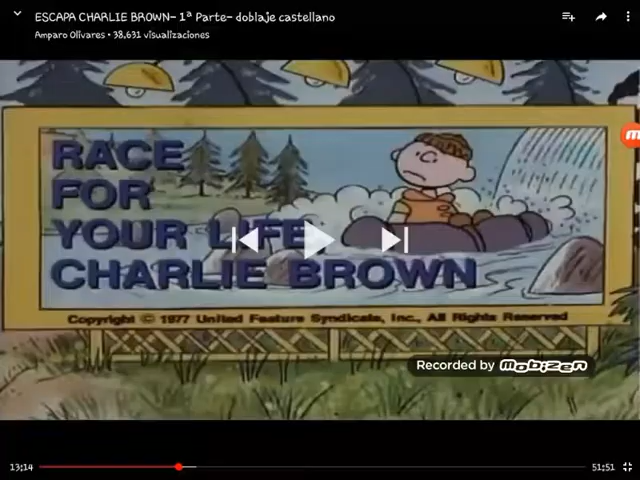 ESCAPA CHARLIE BROWN- 1ª Parte- doblaje castellano
Amparo Olivares • 38,631 visualizaciones
RACE
FOR
YOUR LIFE,
CHARLIE BROWN
Copyright © 1977 United Feature Syndicate, Inc., All Rights Reserved
Recorded by mobizen
13:14
51:51